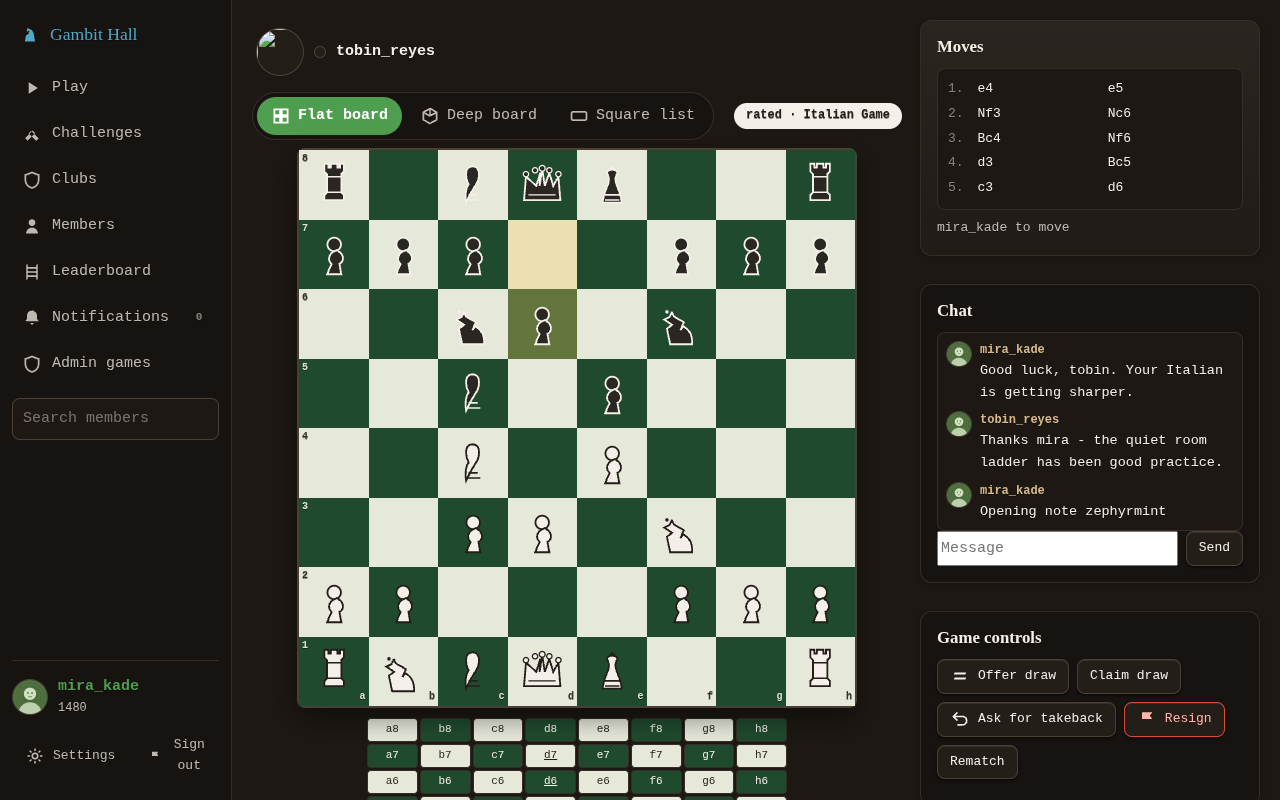 Gambit Hall
Play
Challenges
Clubs
Members
Leaderboard
Notifications 0
Admin games
Search members
mira_kade
1480
Settings
Sign out
tobin_reyes
Flat board
Deep board
Square list
rated · Italian Game
8
7
6
5
4
3
2
1
a b c d e f g h
a8 b8 c8 d8 e8 f8 g8 h8
a7 b7 c7 d7 e7 f7 g7 h7
a6 b6 c6 d6 e6 f6 g6 h6
Moves
1. e4 e5
2. Nf3 Nc6
3. Bc4 Nf6
4. d3 Bc5
5. c3 d6
mira_kade to move
Chat
mira_kade
Good luck, tobin. Your Italian
is getting sharper.
tobin_reyes
Thanks mira - the quiet room
ladder has been good practice.
mira_kade
Opening note zephyrmint
Message
Send
Game controls
Offer draw
Claim draw
Ask for takeback
Resign
Rematch